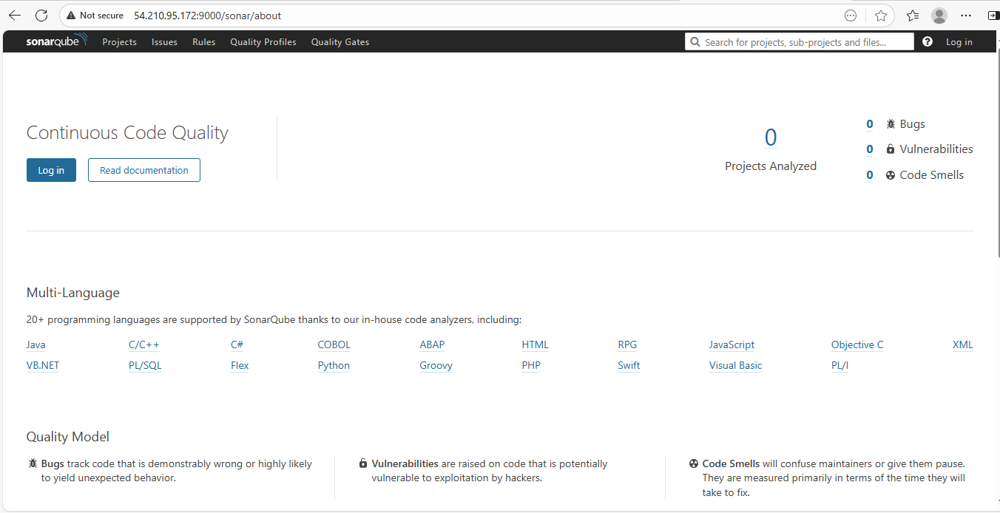 Not secure 54.210.95.172:9000/sonar/about
sonarqube Projects Issues Rules Quality Profiles Quality Gates Search for projects, sub-projects and files... ? Log in
Continuous Code Quality
Log in Read documentation
0
Projects Analyzed
0 Bugs
0 Vulnerabilities
0 Code Smells
Multi-Language
20+ programming languages are supported by SonarQube thanks to our in-house code analyzers, including:
Java C/C++ C# COBOL ABAP HTML RPG JavaScript Objective C XML
VB.NET PL/SQL Flex Python Groovy PHP Swift Visual Basic PL/I
Quality Model
Bugs track code that is demonstrably wrong or highly likely
to yield unexpected behavior.
Vulnerabilities are raised on code that is potentially
vulnerable to exploitation by hackers.
Code Smells will confuse maintainers or give them pause.
They are measured primarily in terms of the time they will
take to fix.